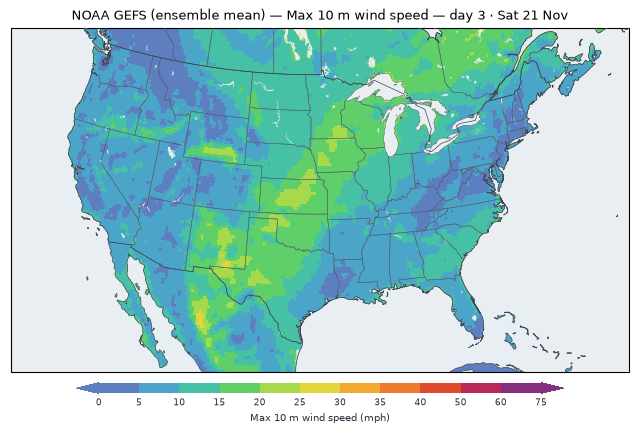 NOAA GEFS (ensemble mean) — Max 10 m wind speed — day 3 · Sat 21 Nov
0 5 10 15 20 25 30 35 40 50 60 75
Max 10 m wind speed (mph)